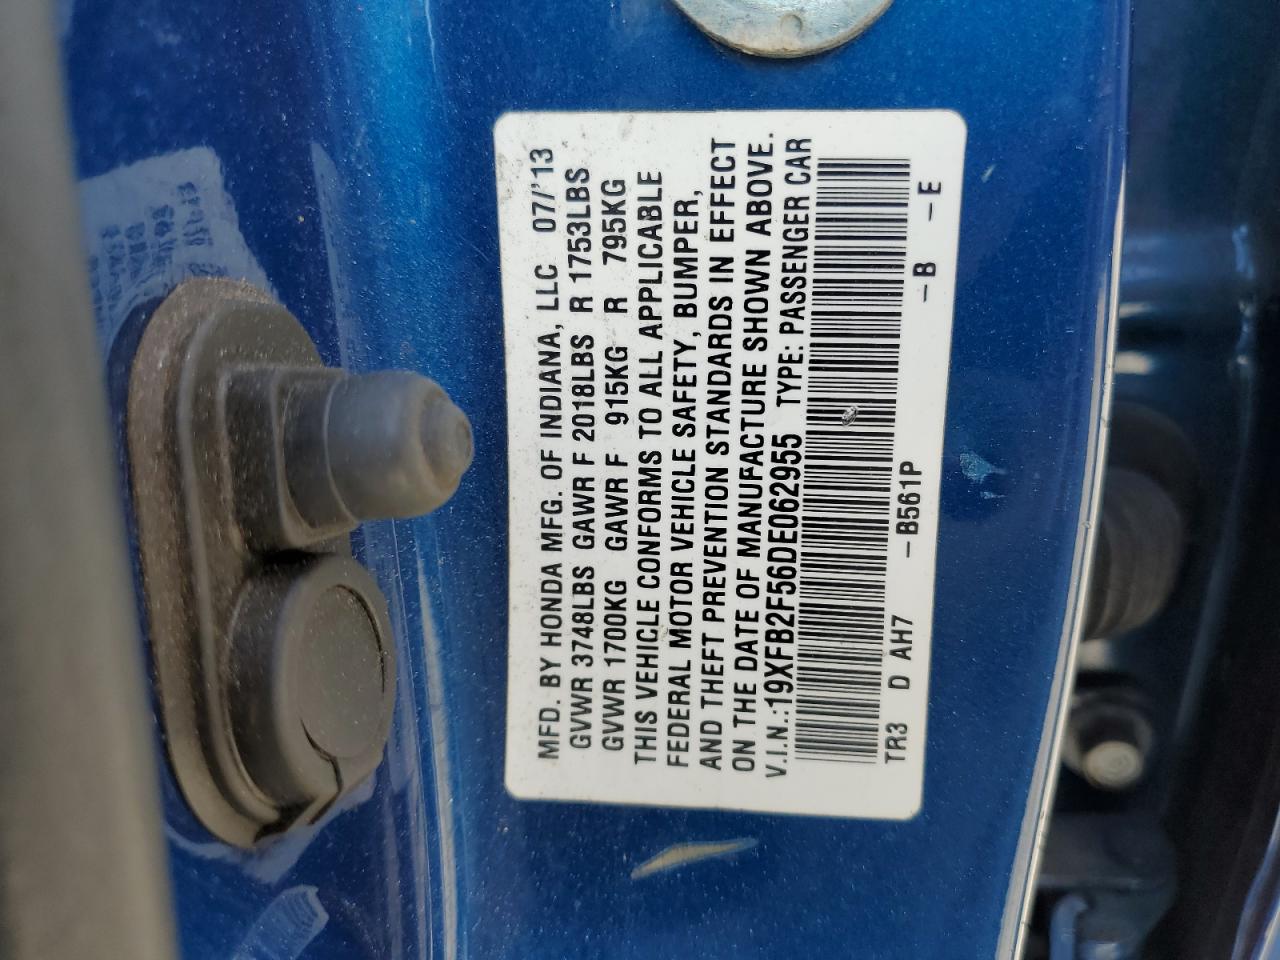 MFD. BY HONDA MFG. OF INDIANA, LLC 07/'13
GVWR 3748LBS GAWR F 2018LBS R 1753LBS
GVWR 1700KG GAWR F 915KG R 795KG
THIS VEHICLE CONFORMS TO ALL APPLICABLE
FEDERAL MOTOR VEHICLE SAFETY, BUMPER,
AND THEFT PREVENTION STANDARDS IN EFFECT
ON THE DATE OF MANUFACTURE SHOWN ABOVE.
V.I.N.:19XFB2F56DE062955 TYPE: PASSENGER CAR
TR3 D AH7 -B561P -B -E